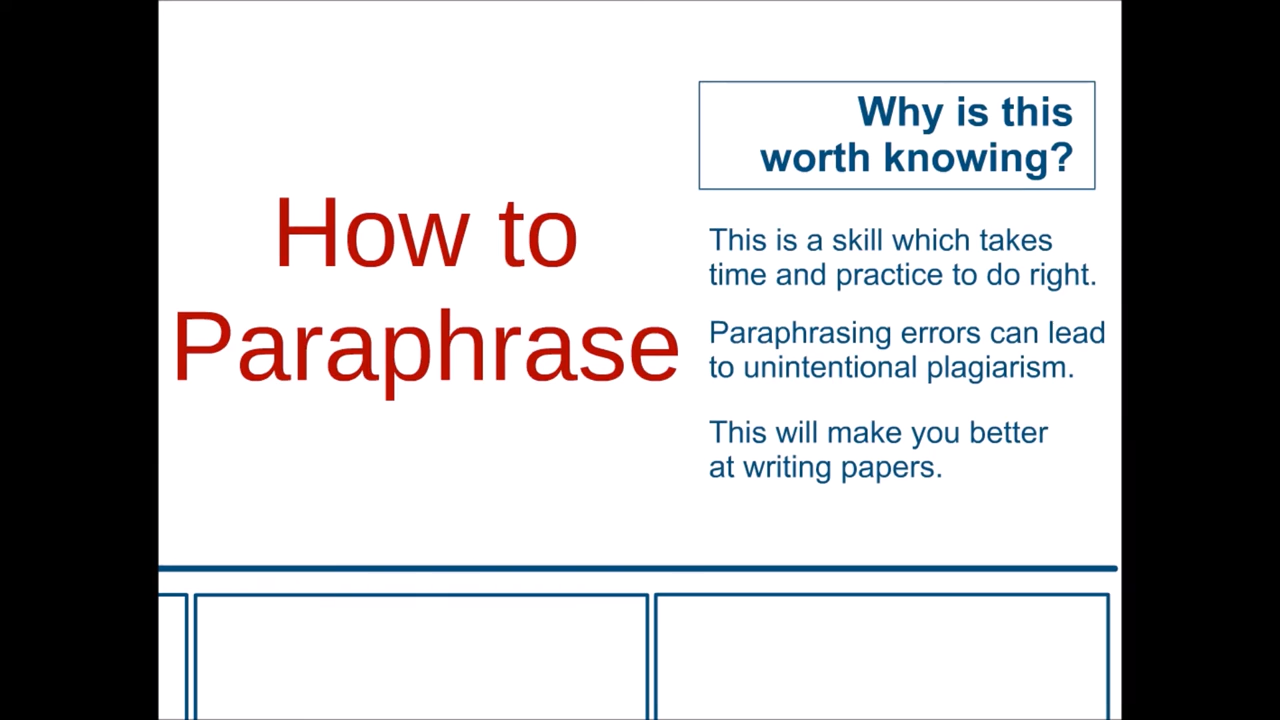 How to
Paraphrase
Why is this
worth knowing?
This is a skill which takes
time and practice to do right.
Paraphrasing errors can lead
to unintentional plagiarism.
This will make you better
at writing papers.